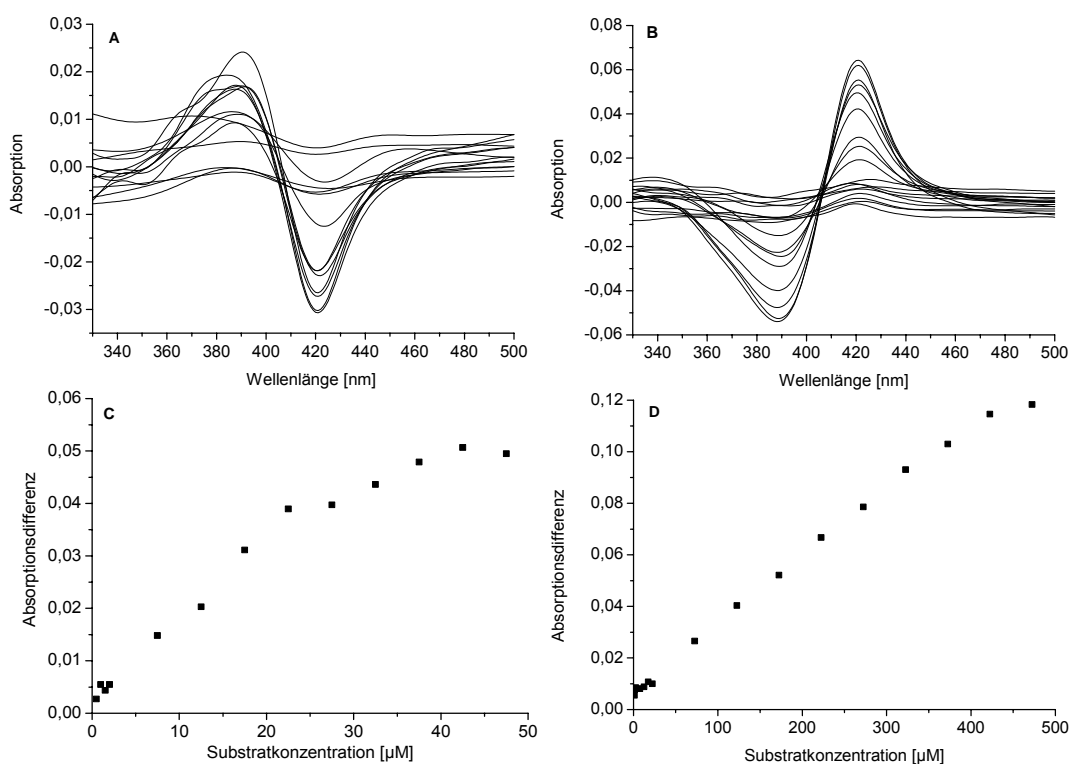 A
Absorption
0,03
0,02
0,01
0,00
-0,01
-0,02
-0,03
340 360 380 400 420 440 460 480 500
Wellenlänge [nm]
B
Absorption
0,08
0,06
0,04
0,02
0,00
-0,02
-0,04
-0,06
340 360 380 400 420 440 460 480 500
Wellenlänge [nm]
C
Absorptionsdifferenz
0,06
0,05
0,04
0,03
0,02
0,01
0,00
0 10 20 30 40 50
Substratkonzentration [µM]
D
Absorptionsdifferenz
0,12
0,10
0,08
0,06
0,04
0,02
0,00
0 100 200 300 400 500
Substratkonzentration [µM]